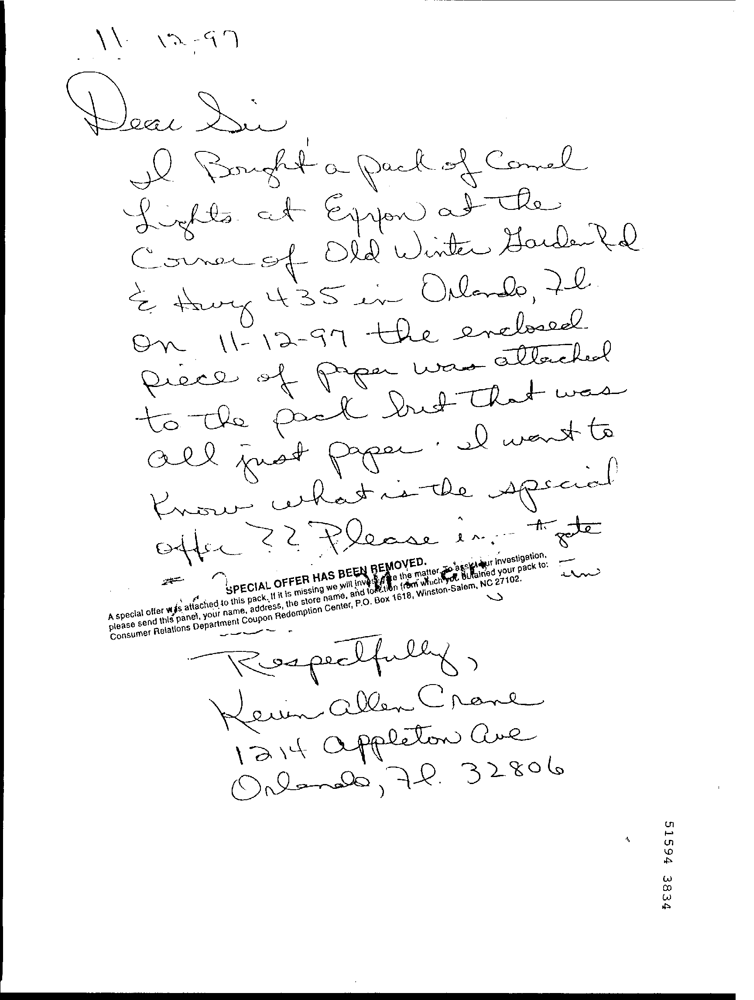 11-12-97
Dear Sir
I Bought a pack of Camel
Lights at Exxon at the
Corner of Old Winter Garden Rd
& Hwy 435 in Orlando, Fl.
on 11-12-97 the enclosed
piece of paper was attached
to the pack but that was
all just paper. I want to
Know what is the special
offer ?? Please
SPECIAL OFFER HAS BEEN REMOVED.
A special offer was attached to this pack. If it is missing we will investigate the matter. To assist our investigation,
please send this panel, your name, address, the store name, and location from which you obtained your pack to:
Consumer Relations Department Coupon Redemption Center, P.O. Box 1618, Winston-Salem, NC 27102.
Respectfully,
Kevin Allen Crane
1214 Appleton Ave
Orlando, Fl. 32806
51594 3834